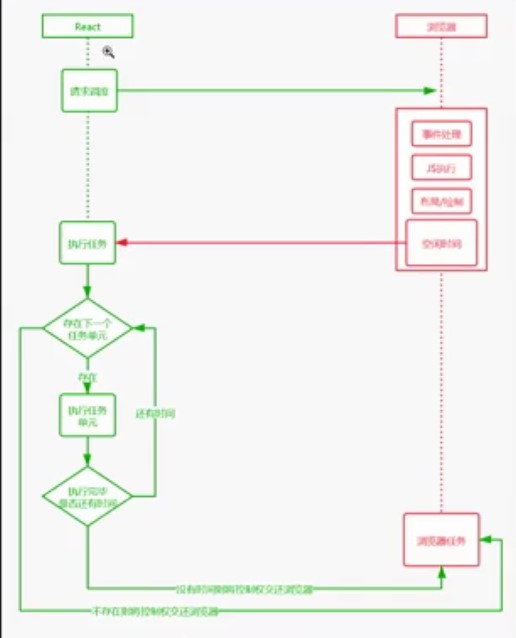 React
浏览器
请求调度
事件处理
JS执行
布局/绘制
执行任务
空闲时间
存在下一个
任务单元
存在
执行任务
单元
还有时间
执行完毕
是否还有时间
浏览器任务
没有时间则将控制权交还浏览器
不存在则将控制权交还浏览器